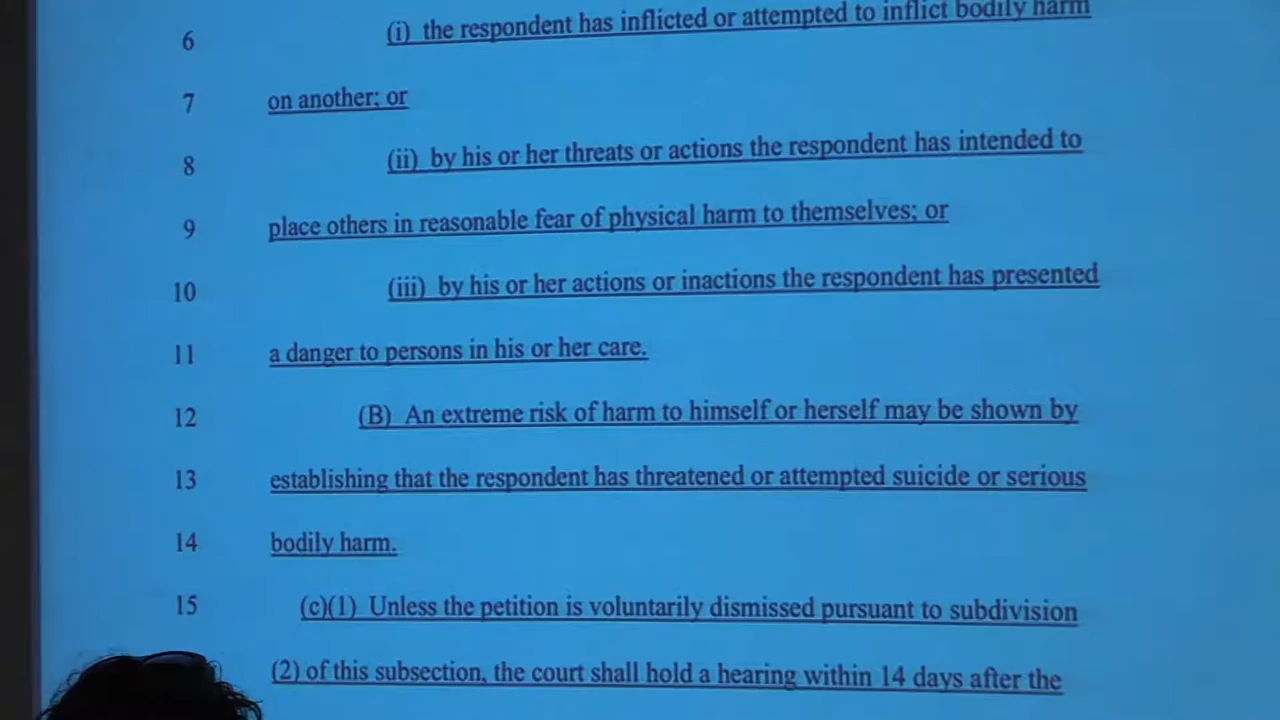 6 (i) the respondent has inflicted or attempted to inflict bodily harm
7 on another; or
8 (ii) by his or her threats or actions the respondent has intended to
9 place others in reasonable fear of physical harm to themselves; or
10 (iii) by his or her actions or inactions the respondent has presented
11 a danger to persons in his or her care.
12 (B) An extreme risk of harm to himself or herself may be shown by
13 establishing that the respondent has threatened or attempted suicide or serious
14 bodily harm.
15 (c)(1) Unless the petition is voluntarily dismissed pursuant to subdivision
(2) of this subsection, the court shall hold a hearing within 14 days after the